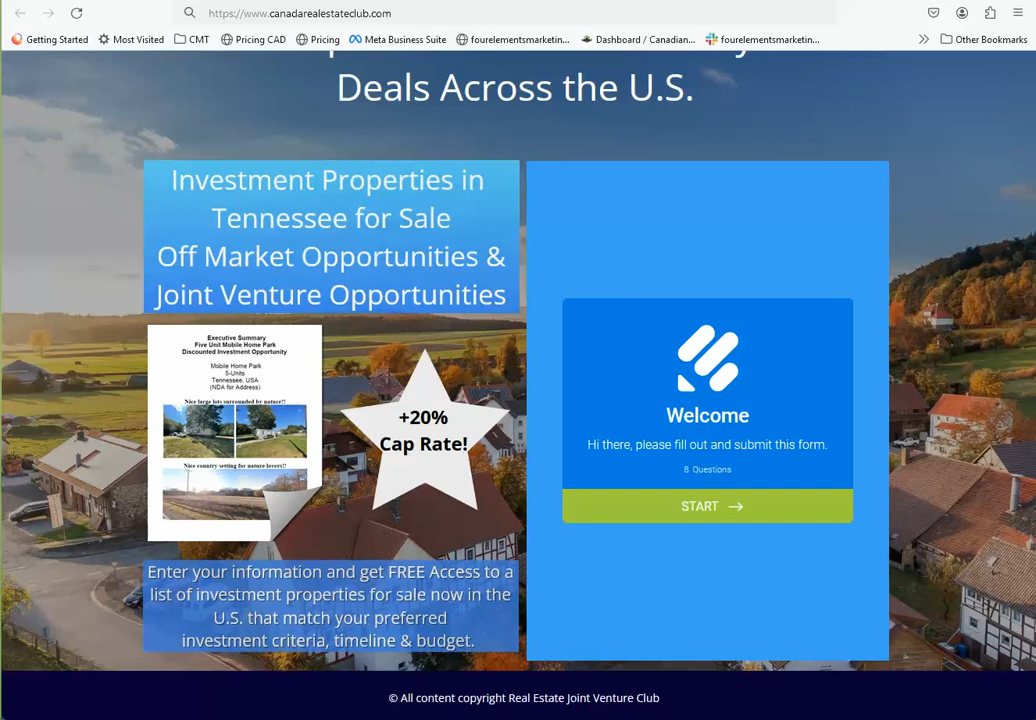 https://www.canadarealestateclub.com
Getting Started
Most Visited
CMT
Pricing CAD
Pricing
Meta Business Suite
fourelementsmarketin...
Dashboard / Canadian...
fourelementsmarketin...
Other Bookmarks
Deals Across the U.S.
Investment Properties in
Tennessee for Sale
Off Market Opportunities &
Joint Venture Opportunities
Executive Summary
Five Unit Mobile Home Park
Discounted Investment Opportunity
Mobile Home Park
5-Units
Tennessee, USA
(NDA for Address)
Nice large lots surrounded by nature!!
Nice country setting for nature lovers!!
+20%
Cap Rate!
Enter your information and get FREE Access to a
list of investment properties for sale now in the
U.S. that match your preferred
investment criteria, timeline & budget.
Welcome
Hi there, please fill out and submit this form.
8 Questions
START
© All content copyright Real Estate Joint Venture Club